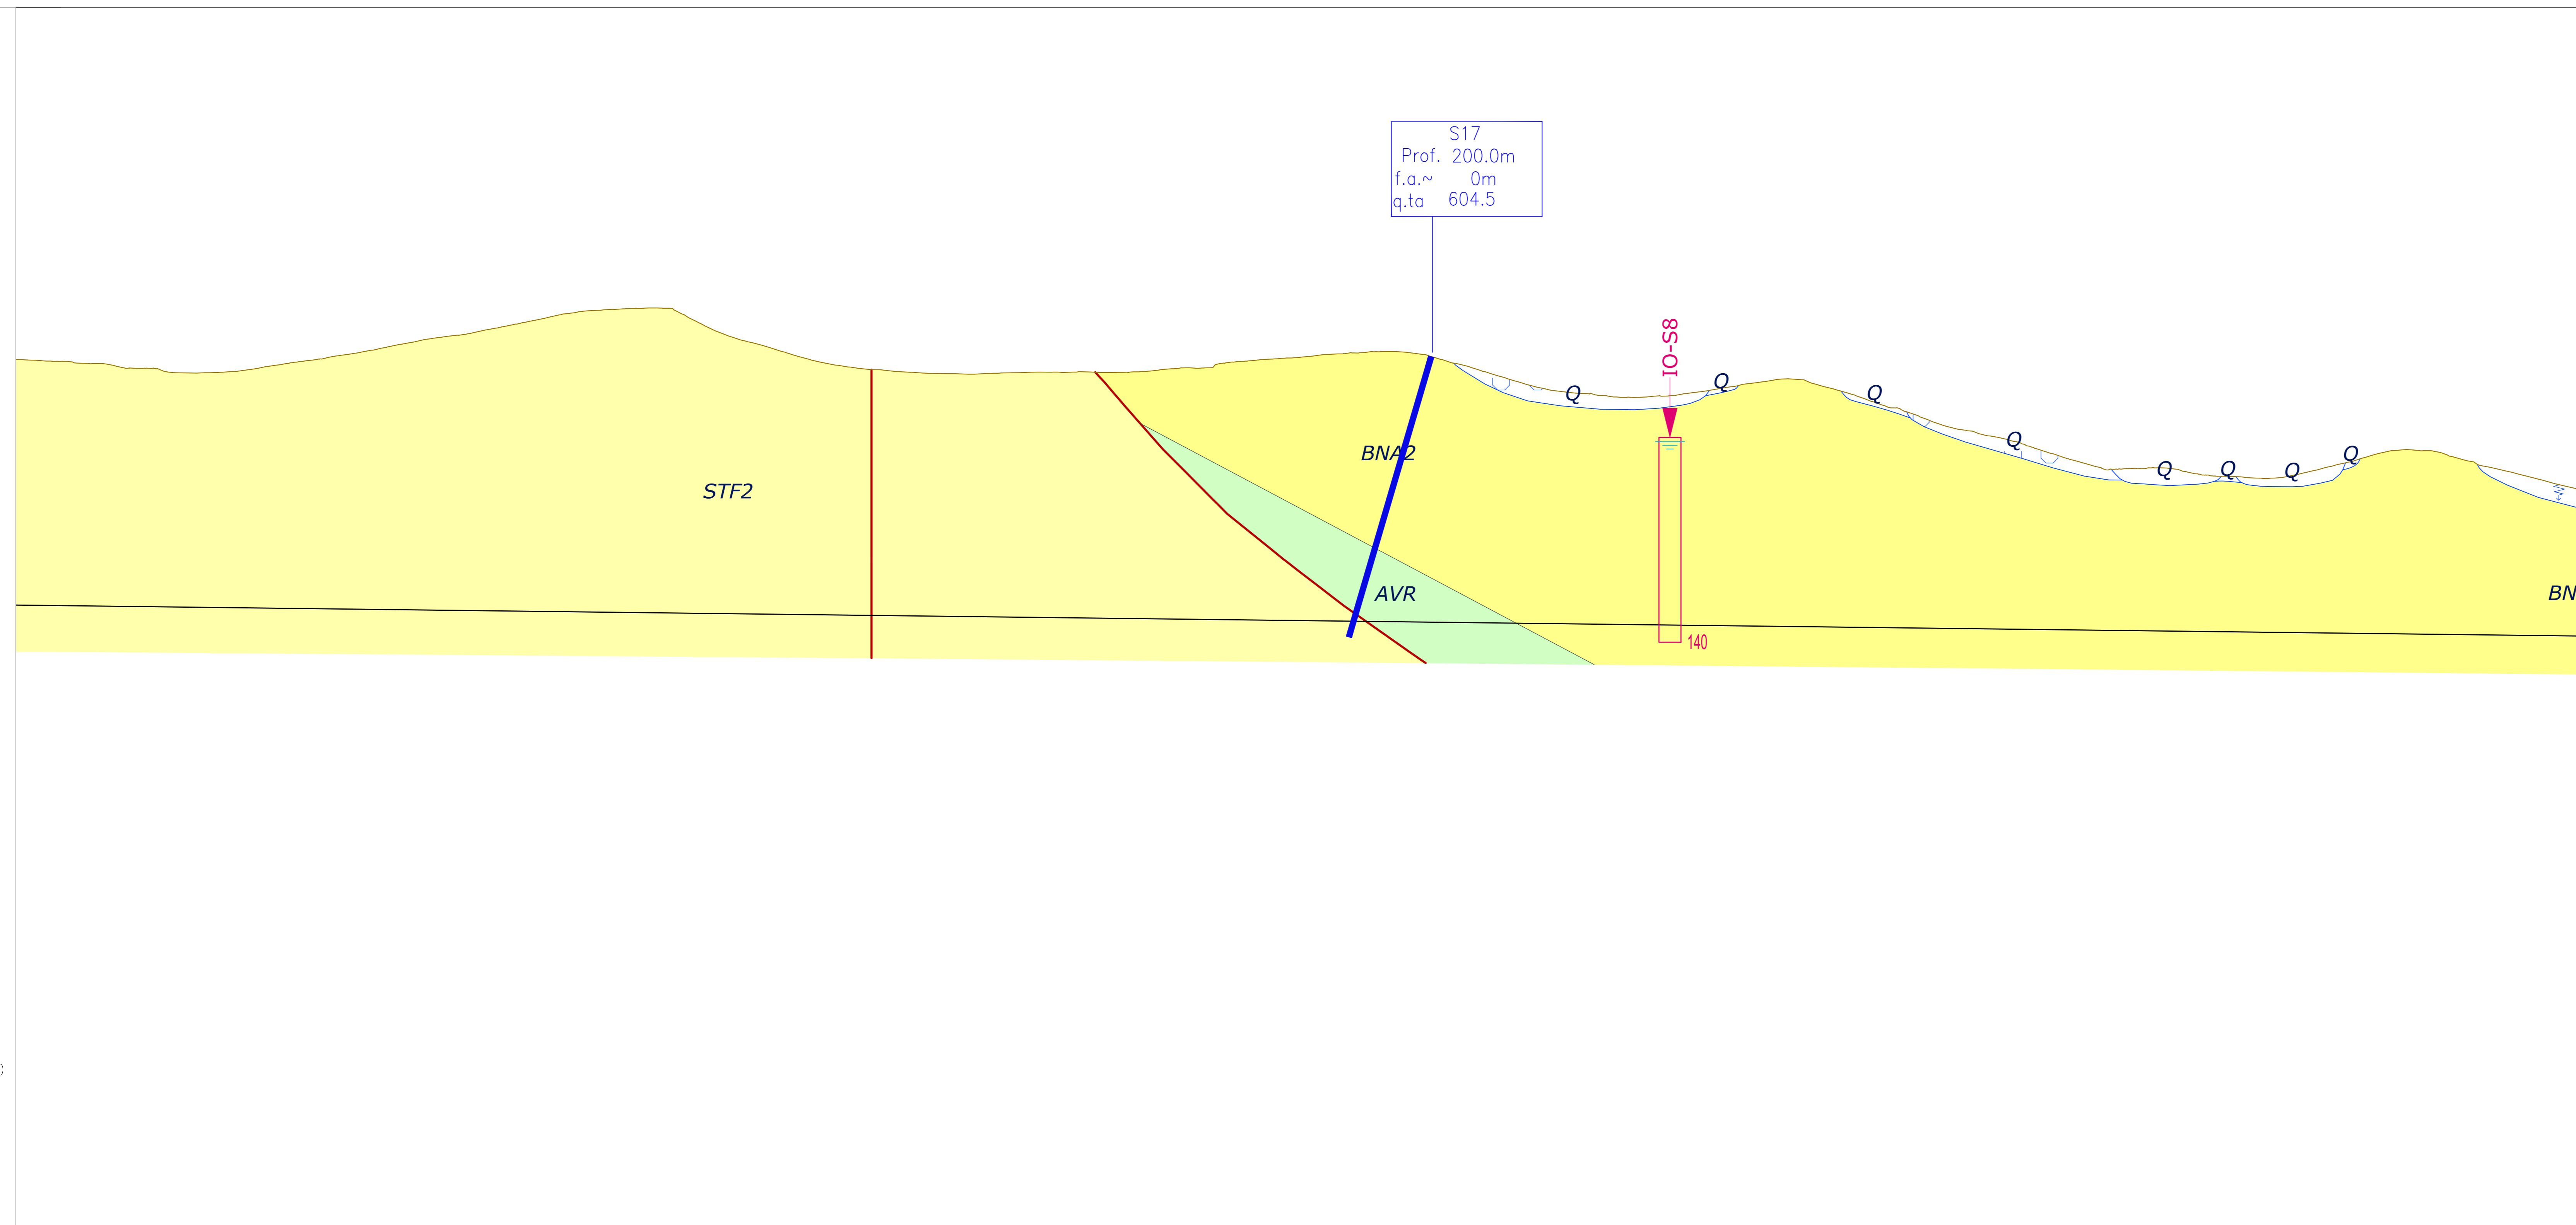 S17
Prof. 200.0m
f.a.~ 0m
q.ta 604.5
IO-S8
Q
Q
Q
Q
Q
Q
Q
Q
BNA2
STF2
AVR
BN
140